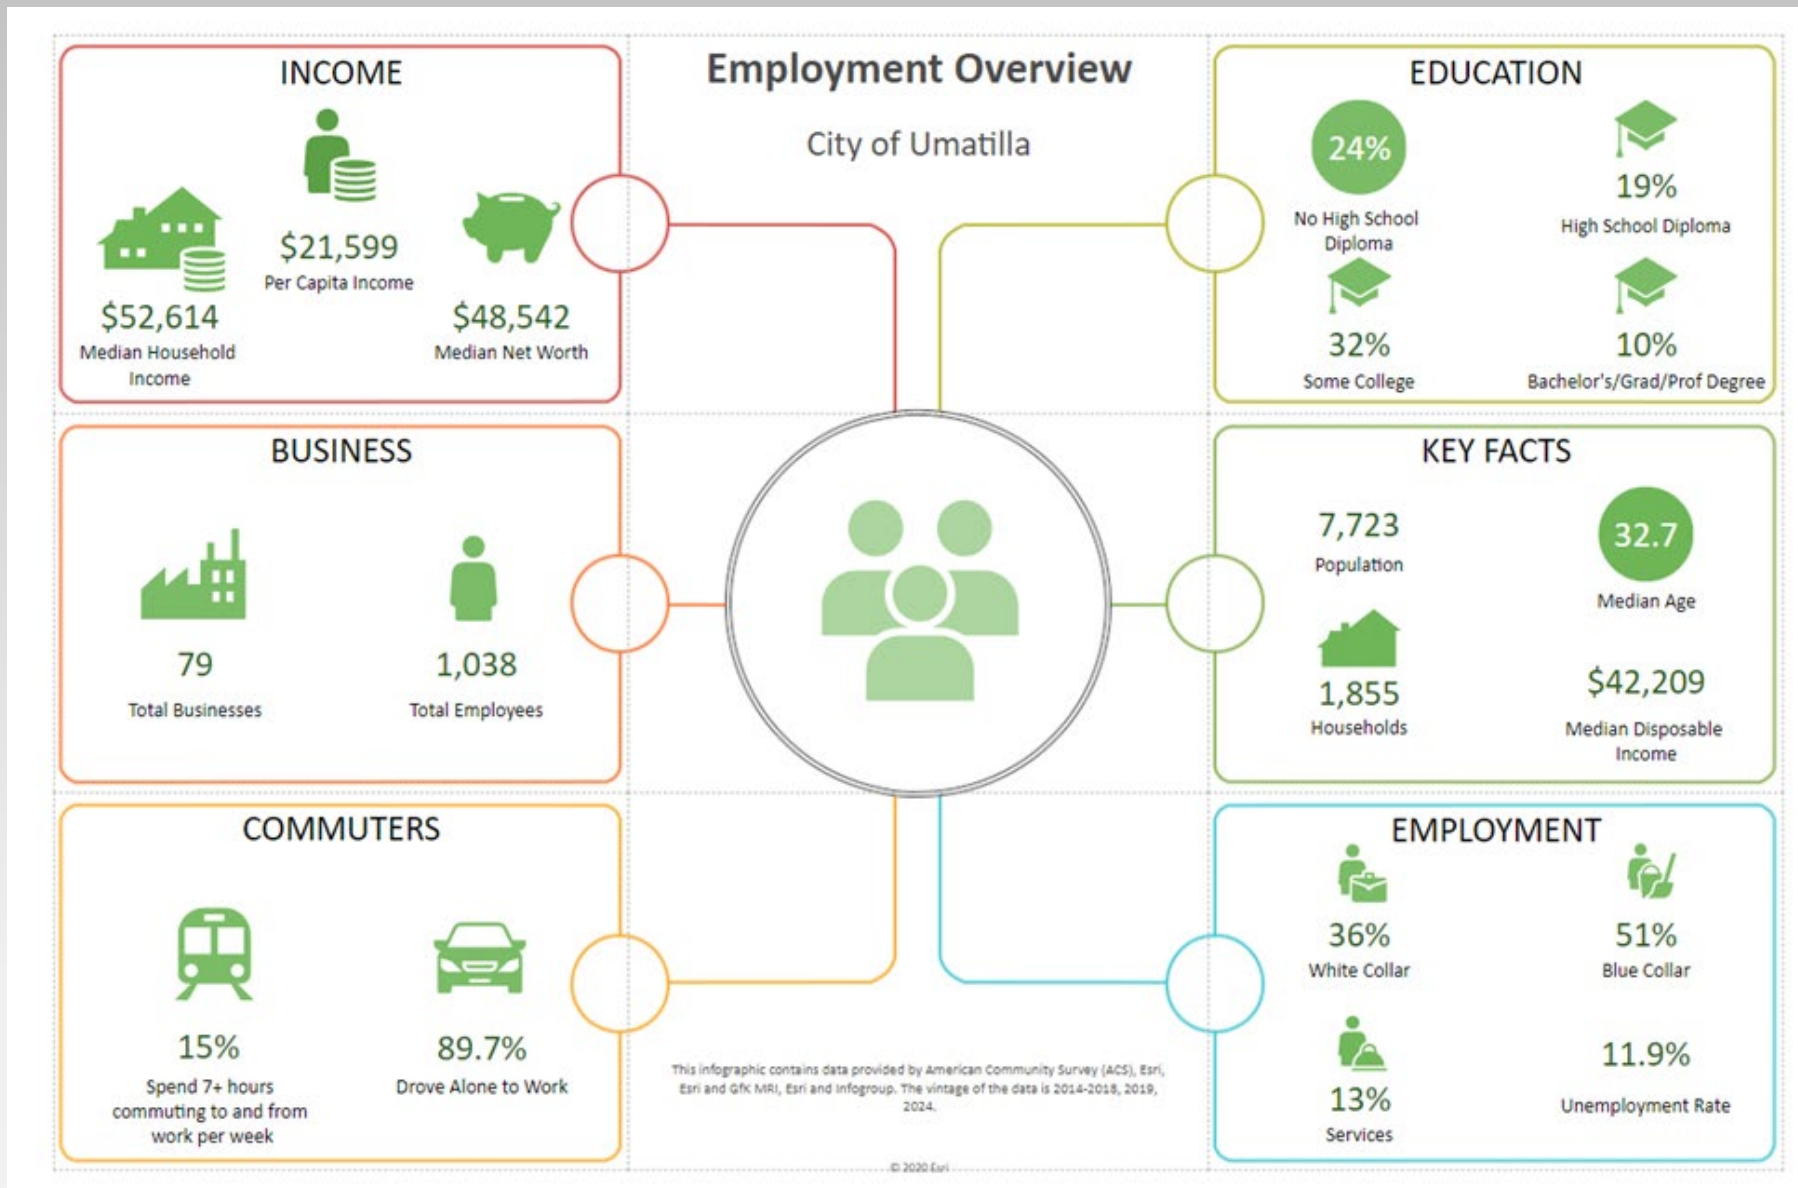 Employment Overview
City of Umatilla
INCOME
$21,599
Per Capita Income
$52,614
Median Household
Income
$48,542
Median Net Worth
EDUCATION
24%
No High School
Diploma
19%
High School Diploma
32%
Some College
10%
Bachelor's/Grad/Prof Degree
BUSINESS
79
Total Businesses
1,038
Total Employees
KEY FACTS
7,723
Population
32.7
Median Age
1,855
Households
$42,209
Median Disposable
Income
COMMUTERS
15%
Spend 7+ hours
commuting to and from
work per week
89.7%
Drove Alone to Work
EMPLOYMENT
36%
White Collar
51%
Blue Collar
13%
Services
11.9%
Unemployment Rate
This infographic contains data provided by American Community Survey (ACS), Esri,
Esri and GfK MRI, Esri and Infogroup. The vintage of the data is 2014-2018, 2019,
2024.
© 2020 Esri